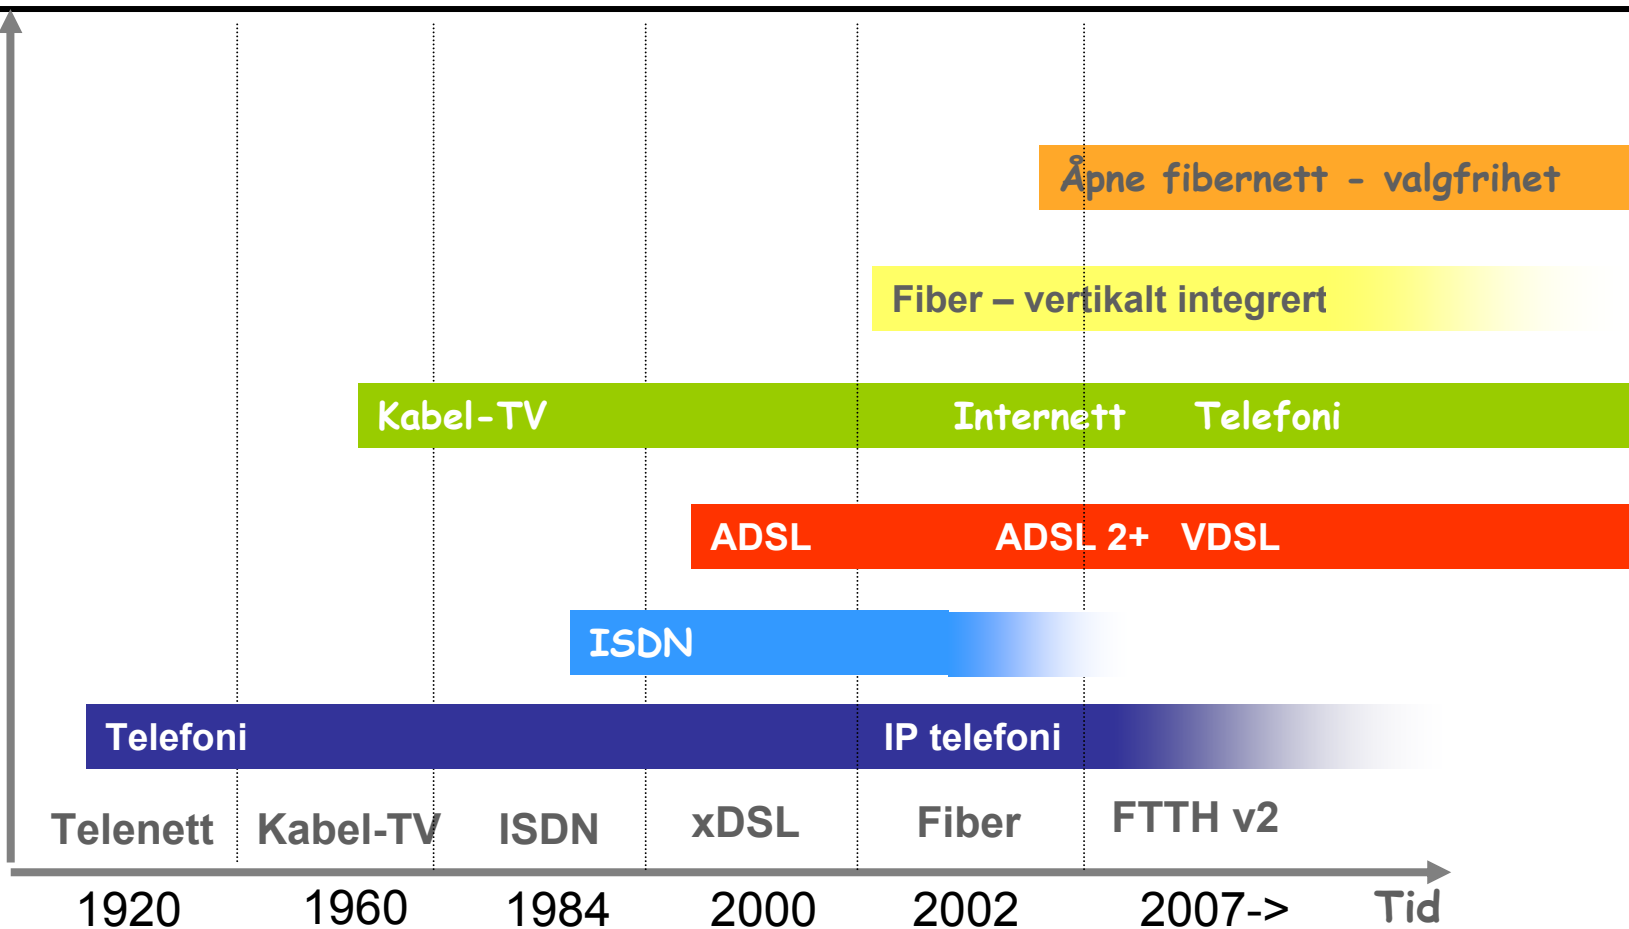 Åpne fibernett - valgfrihet
Fiber – vertikalt integrert
Kabel-TV Internett Telefoni
ADSL ADSL 2+ VDSL
ISDN
Telefoni IP telefoni
Telenett Kabel-TV ISDN xDSL Fiber FTTH v2
1920 1960 1984 2000 2002 2007-> Tid